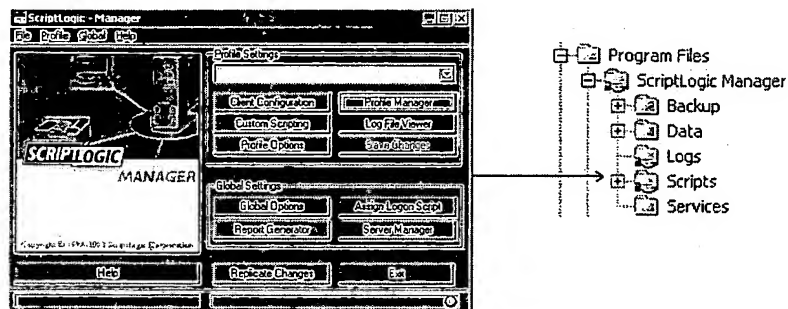 ScriptLogic - Manager
File Profile Global Help
Profile Settings
Client Configuration
Profile Manager
Custom Scripting
Log File Viewer
Profile Options
Save Changes
SCRIPTLOGIC
MANAGER
Global Settings
Global Options
Assign Logon Script
Report Generator
Server Manager
Help
Replicate Changes
Exit
Program Files
ScriptLogic Manager
Backup
Data
Logs
Scripts
Services